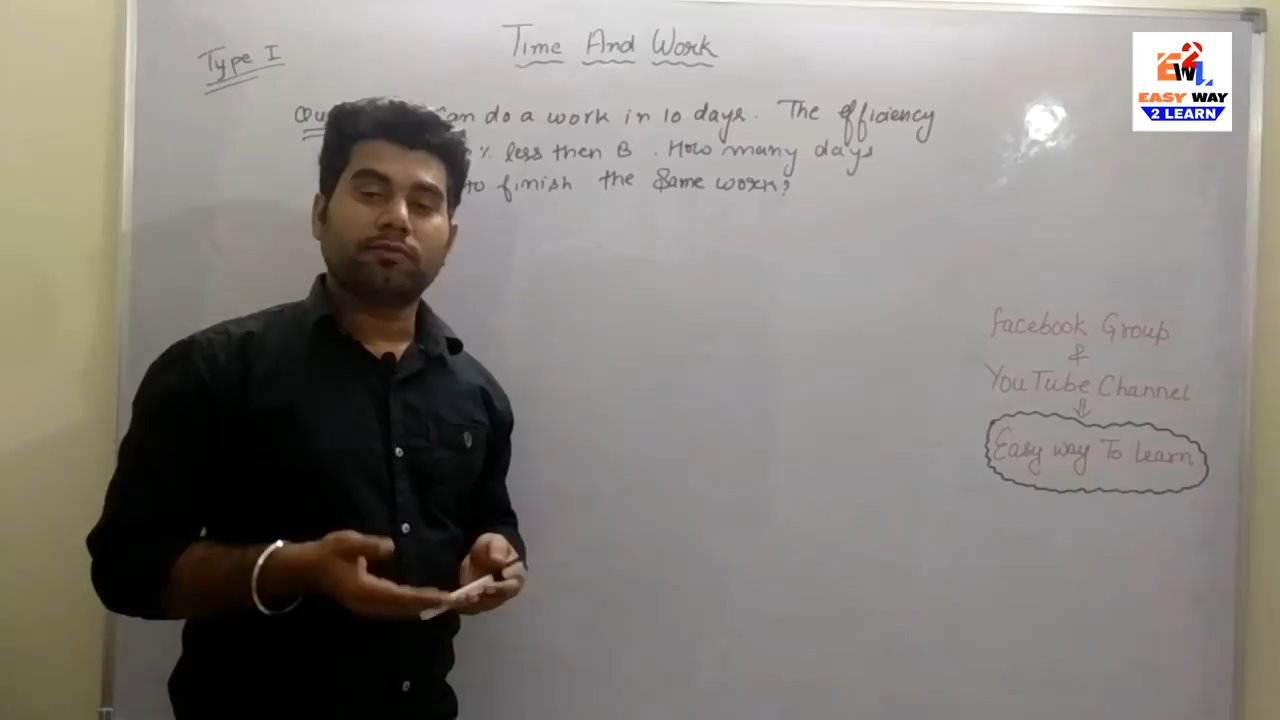 Time And Work
Type I
Can do a work in 10 days. The efficiency
% less then B. How many days
to finish the same work?
Facebook Group
&
YouTube Channel
⇓
Easy way To Learn
E2WL
EASY WAY
2 LEARN